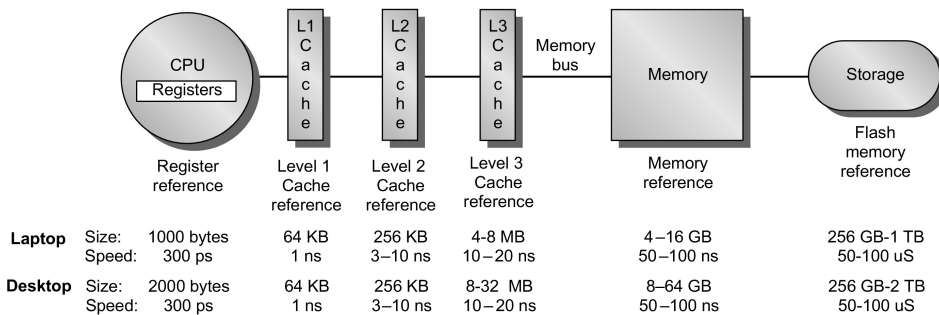 CPU
Registers
L1
C
a
c
h
e
L2
C
a
c
h
e
L3
C
a
c
h
e
Memory
bus
Memory
Storage
Register
reference
Level 1
Cache
reference
Level 2
Cache
reference
Level 3
Cache
reference
Memory
reference
Flash
memory
reference
Laptop Size: 1000 bytes 64 KB 256 KB 4-8 MB 4–16 GB 256 GB-1 TB
Speed: 300 ps 1 ns 3–10 ns 10–20 ns 50–100 ns 50-100 uS
Desktop Size: 2000 bytes 64 KB 256 KB 8-32 MB 8–64 GB 256 GB-2 TB
Speed: 300 ps 1 ns 3–10 ns 10–20 ns 50–100 ns 50-100 uS